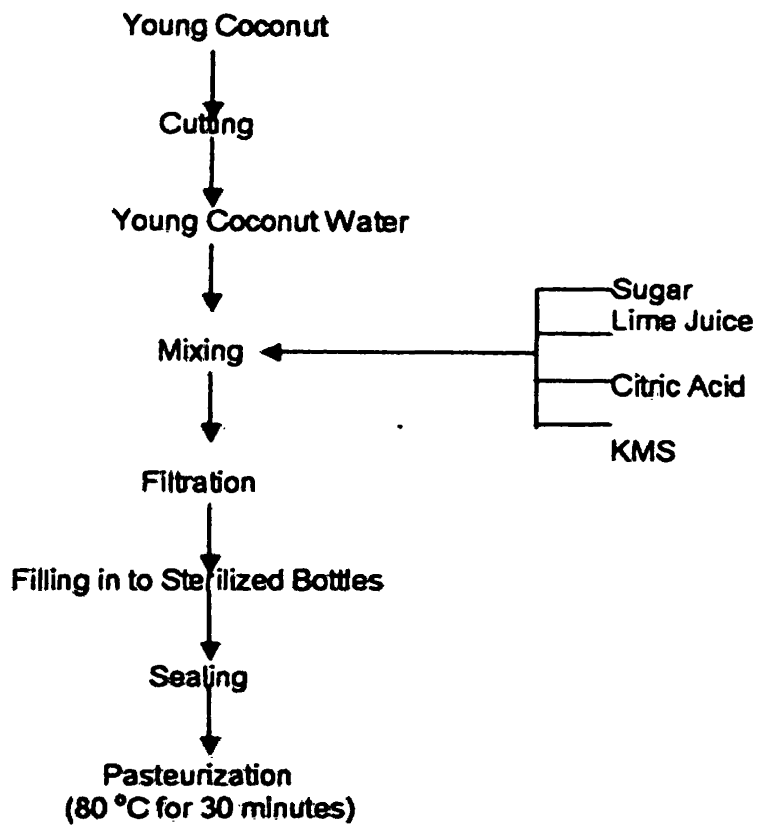 Young Coconut
Cutting
Young Coconut Water
Mixing
Sugar
Lime Juice
Citric Acid
KMS
Filtration
Filling in to Sterilized Bottles
Sealing
Pasteurization
(80 °C for 30 minutes)